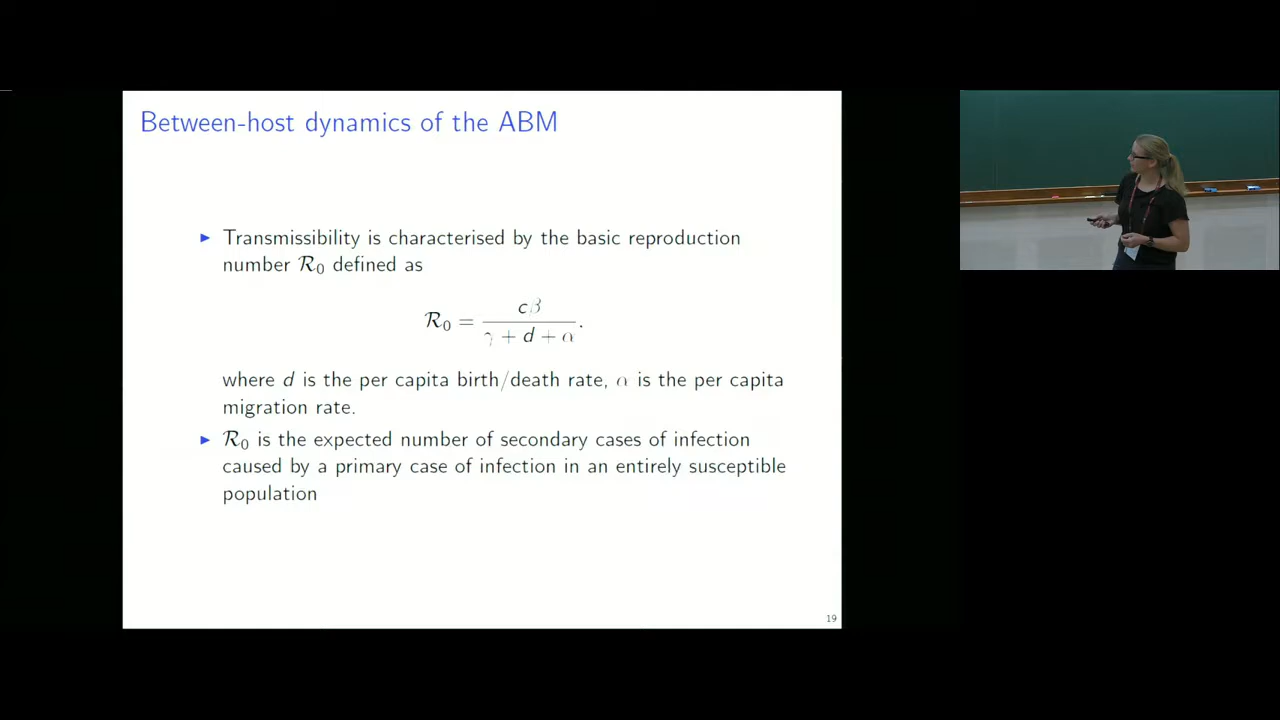 Between-host dynamics of the ABM
▶ Transmissibility is characterised by the basic reproduction
number R₀ defined as
R₀ = cβ / (γ + d + α).
where d is the per capita birth/death rate, α is the per capita
migration rate.
▶ R₀ is the expected number of secondary cases of infection
caused by a primary case of infection in an entirely susceptible
population
19